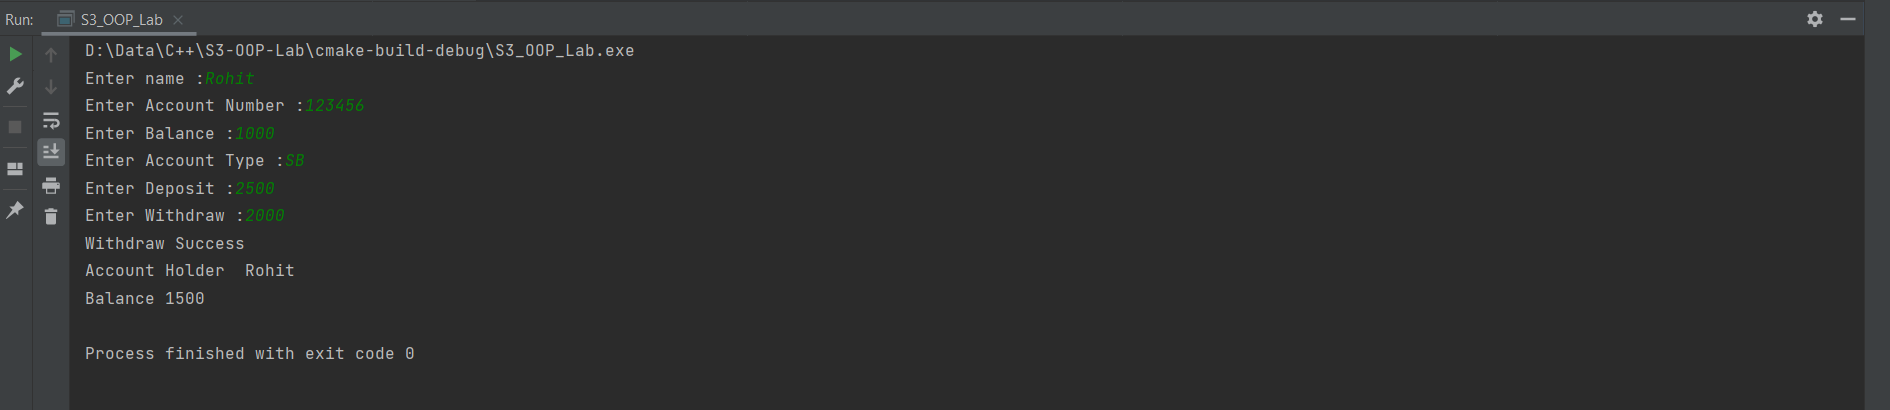 Run: S3_OOP_Lab
D:\Data\C++\S3-OOP-Lab\cmake-build-debug\S3_OOP_Lab.exe
Enter name :Rohit
Enter Account Number :123456
Enter Balance :1000
Enter Account Type :SB
Enter Deposit :2500
Enter Withdraw :2000
Withdraw Success
Account Holder  Rohit
Balance 1500
Process finished with exit code 0